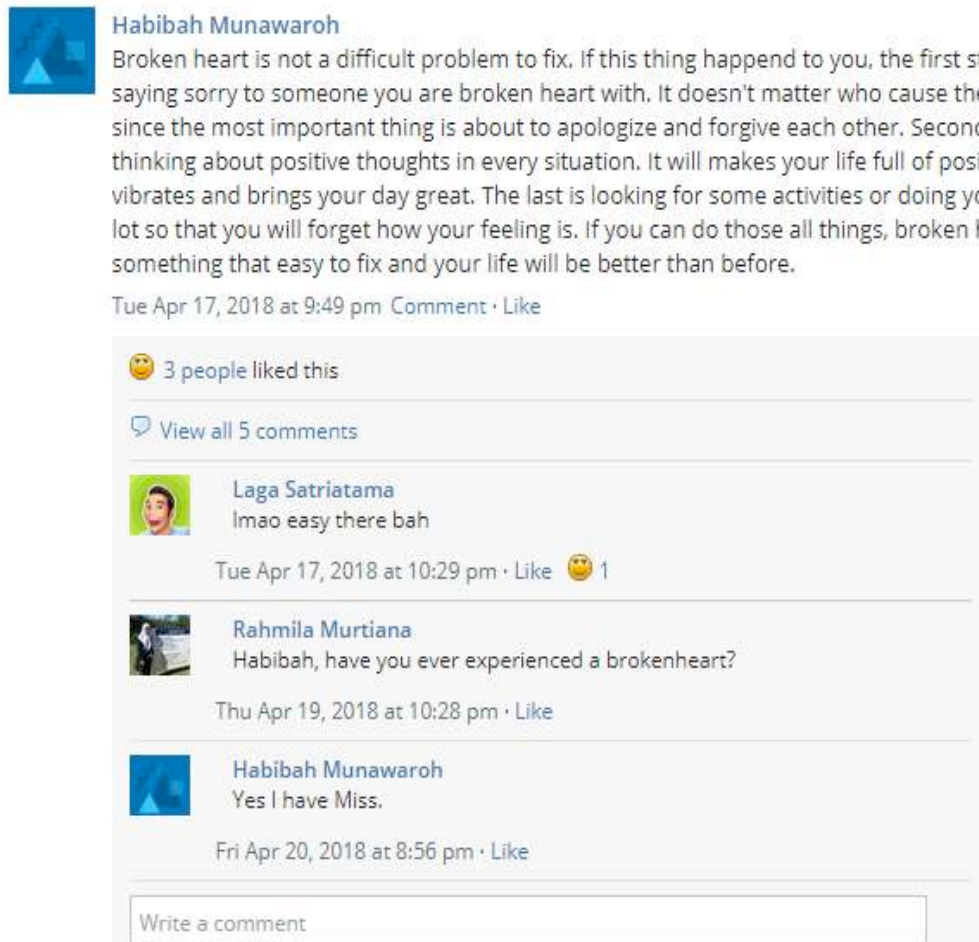 Habibah Munawaroh
Broken heart is not a difficult problem to fix. If this thing happend to you, the first
saying sorry to someone you are broken heart with. It doesn't matter who cause
since the most important thing is about to apologize and forgive each other.
thinking about positive thoughts in every situation. It will makes your life full of
vibrates and brings your day great. The last is looking for some activities or doing
lot so that you will forget how your feeling is. If you can do those all things, broken
something that easy to fix and your life will be better than before.
Tue Apr 17, 2018 at 9:49 pm Comment · Like
3 people liked this
View all 5 comments
Laga Satriatama
lmao easy there bah
Tue Apr 17, 2018 at 10:29 pm · Like 1
Rahmila Murtiana
Habibah, have you ever experienced a brokenheart?
Thu Apr 19, 2018 at 10:28 pm · Like
Habibah Munawaroh
Yes I have Miss.
Fri Apr 20, 2018 at 8:56 pm · Like
Write a comment